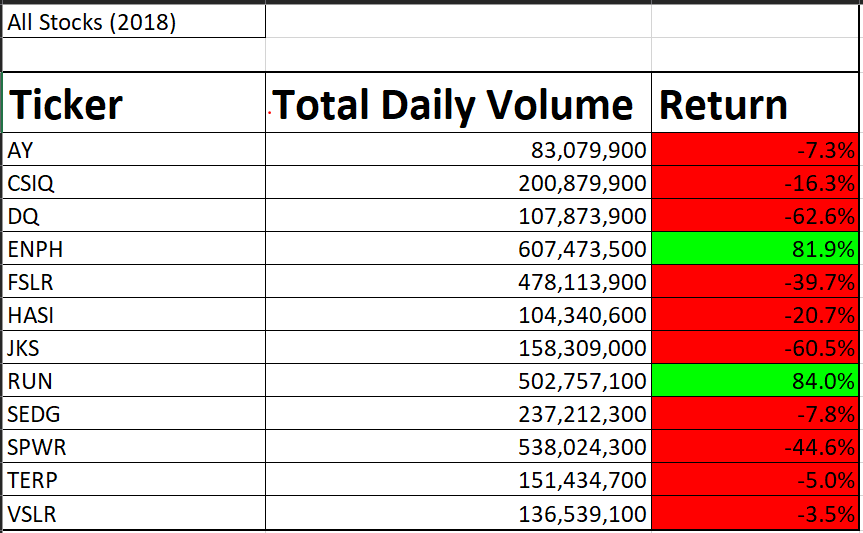 All Stocks (2018)
Ticker Total Daily Volume Return
AY 83,079,900 -7.3%
CSIQ 200,879,900 -16.3%
DQ 107,873,900 -62.6%
ENPH 607,473,500 81.9%
FSLR 478,113,900 -39.7%
HASI 104,340,600 -20.7%
JKS 158,309,000 -60.5%
RUN 502,757,100 84.0%
SEDG 237,212,300 -7.8%
SPWR 538,024,300 -44.6%
TERP 151,434,700 -5.0%
VSLR 136,539,100 -3.5%